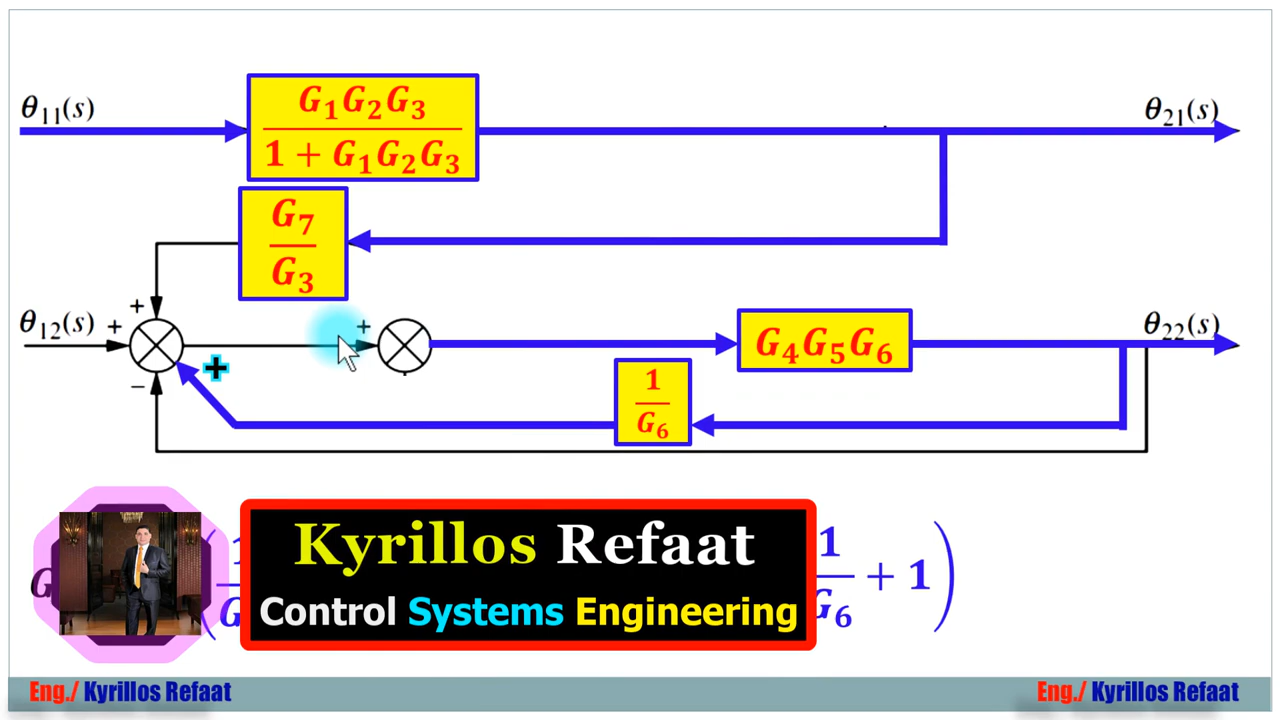 θ₁₁(s)
G₁G₂G₃
1 + G₁G₂G₃
θ₂₁(s)
G₇
G₃
+
θ₁₂(s)
+
+
+
−
G₄G₅G₆
θ₂₂(s)
1
G₆
G
(
1
G
1
G₆
+ 1
)
Kyrillos Refaat
Control Systems Engineering
Eng./ Kyrillos Refaat
Eng./ Kyrillos Refaat